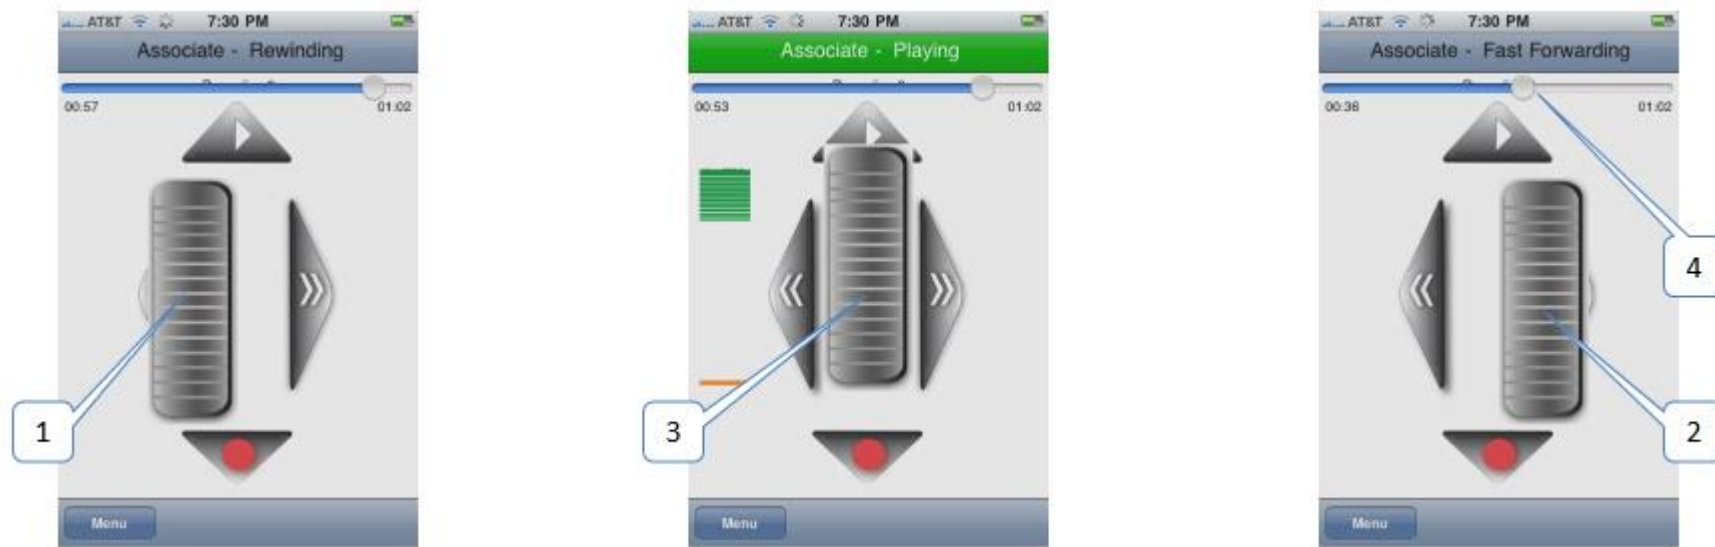 AT&T 7:30 PM
Associate - Rewinding
00:57 01:02
1
Menu
AT&T 7:30 PM
Associate - Playing
00:53 01:02
3
Menu
AT&T 7:30 PM
Associate - Fast Forwarding
00:36 01:02
4
2
Menu